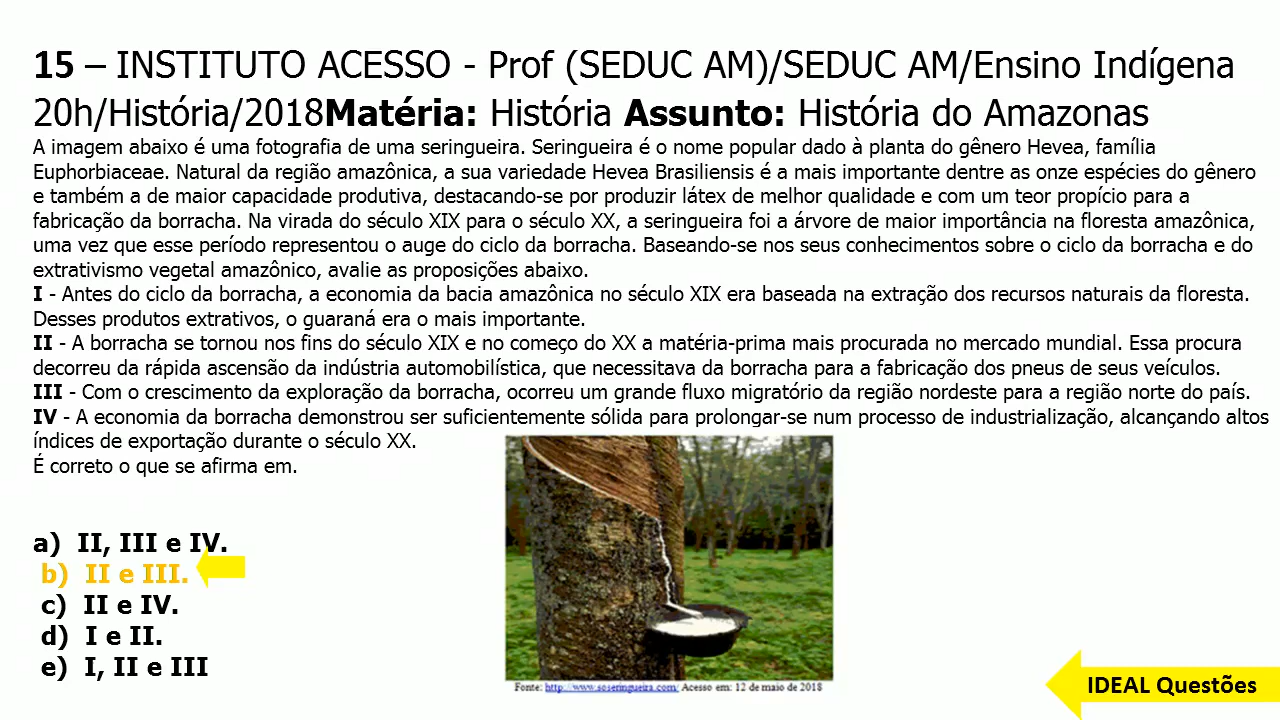 15 – INSTITUTO ACESSO - Prof (SEDUC AM)/SEDUC AM/Ensino Indígena
20h/História/2018Matéria: História Assunto: História do Amazonas
A imagem abaixo é uma fotografia de uma seringueira. Seringueira é o nome popular dado à planta do gênero Hevea, família
Euphorbiaceae. Natural da região amazônica, a sua variedade Hevea Brasiliensis é a mais importante dentre as onze espécies do gênero
e também a de maior capacidade produtiva, destacando-se por produzir látex de melhor qualidade e com um teor propício para a
fabricação da borracha. Na virada do século XIX para o século XX, a seringueira foi a árvore de maior importância na floresta amazônica,
uma vez que esse período representou o auge do ciclo da borracha. Baseando-se nos seus conhecimentos sobre o ciclo da borracha e do
extrativismo vegetal amazônico, avalie as proposições abaixo.
I - Antes do ciclo da borracha, a economia da bacia amazônica no século XIX era baseada na extração dos recursos naturais da floresta.
Desses produtos extrativos, o guaraná era o mais importante.
II - A borracha se tornou nos fins do século XIX e no começo do XX a matéria-prima mais procurada no mercado mundial. Essa procura
decorreu da rápida ascensão da indústria automobilística, que necessitava da borracha para a fabricação dos pneus de seus veículos.
III - Com o crescimento da exploração da borracha, ocorreu um grande fluxo migratório da região nordeste para a região norte do país.
IV - A economia da borracha demonstrou ser suficientemente sólida para prolongar-se num processo de industrialização, alcançando altos
índices de exportação durante o século XX.
É correto o que se afirma em.
a) II, III e IV.
b) II e III.
c) II e IV.
d) I e II.
e) I, II e III
Fonte: http://www.soseringueira.com/ Acesso em: 12 de maio de 2018
IDEAL Questões